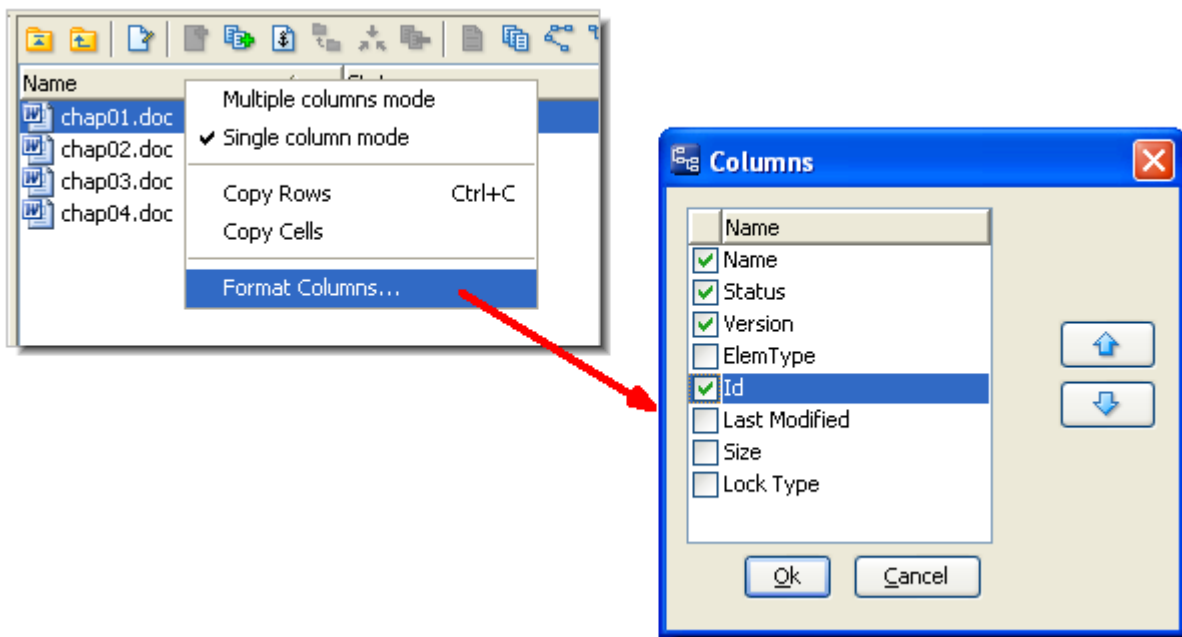 Name
chap01.doc
chap02.doc
chap03.doc
chap04.doc
Multiple columns mode
Single column mode
Copy Rows Ctrl+C
Copy Cells
Format Columns...
Columns
Name
Name
Status
Version
ElemType
Id
Last Modified
Size
Lock Type
Ok Cancel